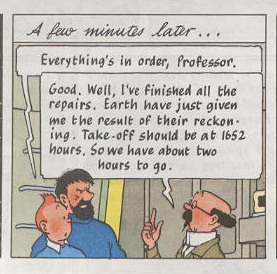 A few minutes later...
Everything's in order, Professor.
Good. Well, I've finished all the
repairs. Earth have just given
me the result of their reckon-
ing. Take-off should be at 1652
hours. So we have about two
hours to go.